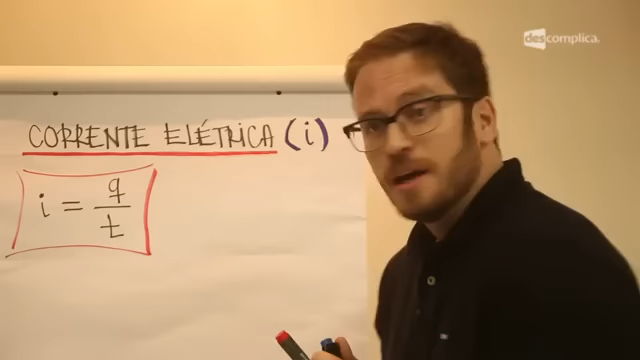 descomplica.
CORRENTE ELÉTRICA (i)
i = q/t